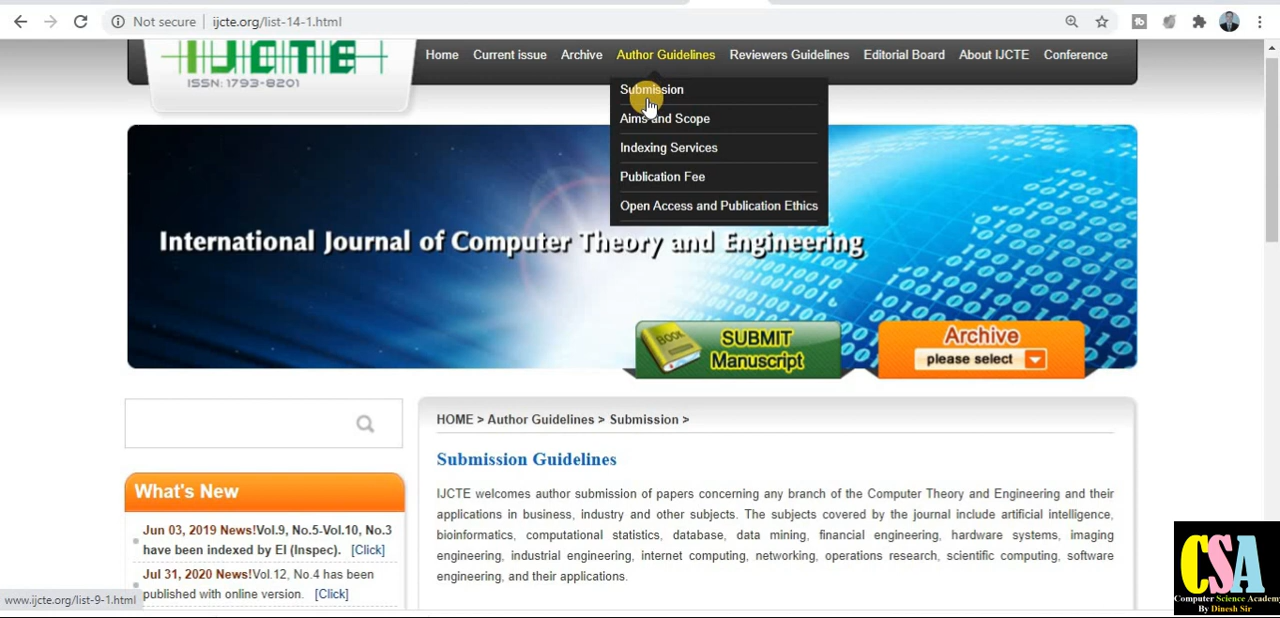 Not secure | ijcte.org/list-14-1.html
IJCTE
ISSN: 1793-8201
Home Current issue Archive Author Guidelines Reviewers Guidelines Editorial Board About IJCTE Conference
Submission
Aims and Scope
Indexing Services
Publication Fee
Open Access and Publication Ethics
International Journal of Computer Theory and Engineering
BOOK
SUBMIT
Manuscript
Archive
please select
HOME > Author Guidelines > Submission >
Submission Guidelines
IJCTE welcomes author submission of papers concerning any branch of the Computer Theory and Engineering and their
applications in business, industry and other subjects. The subjects covered by the journal include artificial intelligence,
bioinformatics, computational statistics, database, data mining, financial engineering, hardware systems, imaging
engineering, industrial engineering, internet computing, networking, operations research, scientific computing, software
engineering, and their applications.
What's New
Jun 03, 2019 News!Vol.9, No.5-Vol.10, No.3
have been indexed by EI (Inspec). [Click]
Jul 31, 2020 News!Vol.12, No.4 has been
published with online version. [Click]
www.ijcte.org/list-9-1.html
CSA
Computer Science Academy
By Dinesh Sir